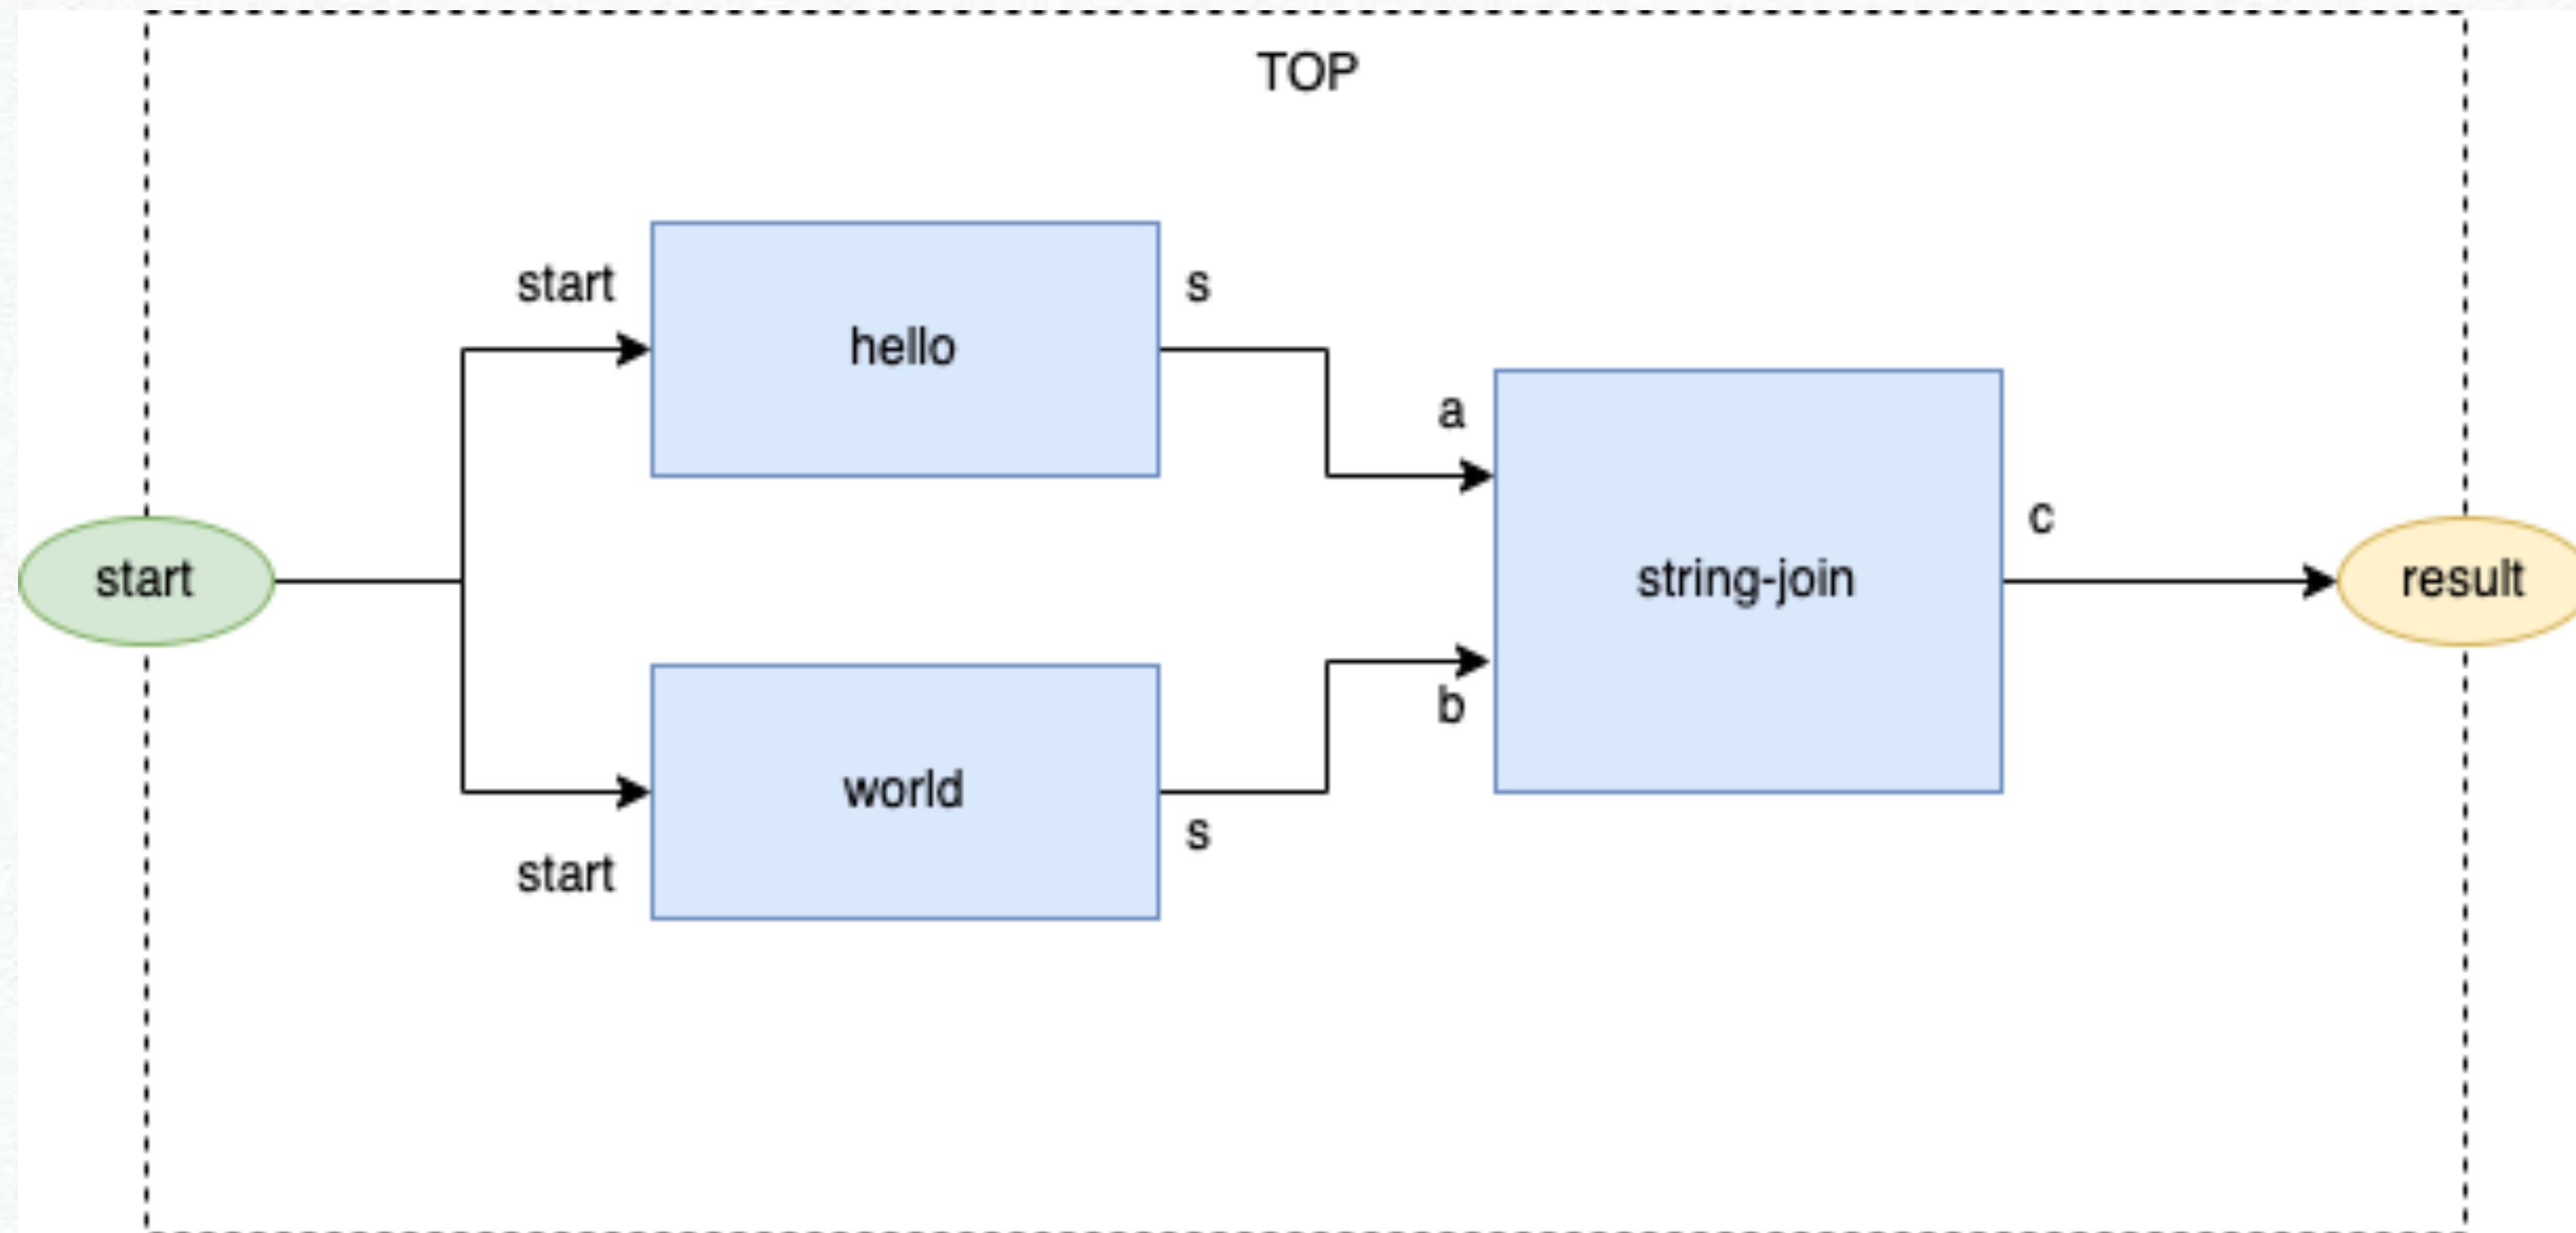 TOP
start
hello
s
a
start
string-join
c
result
b
world
s
start